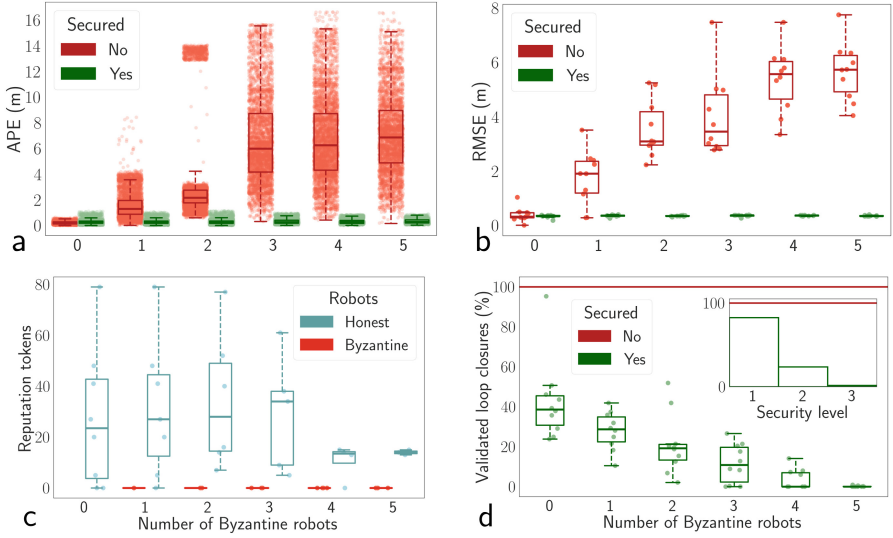 Secured
No
Yes
APE (m)
16
14
12
10
8
6
4
2
0
0 1 2 3 4 5
a
Secured
No
Yes
RMSE (m)
8
6
4
2
0
0 1 2 3 4 5
b
Robots
Honest
Byzantine
Reputation tokens
80
60
40
20
0
0 1 2 3 4 5
Number of Byzantine robots
c
Secured
No
Yes
Validated loop closures (%)
100
80
60
40
20
0
0 1 2 3 4 5
Number of Byzantine robots
d
100
0
1 2 3
Security level